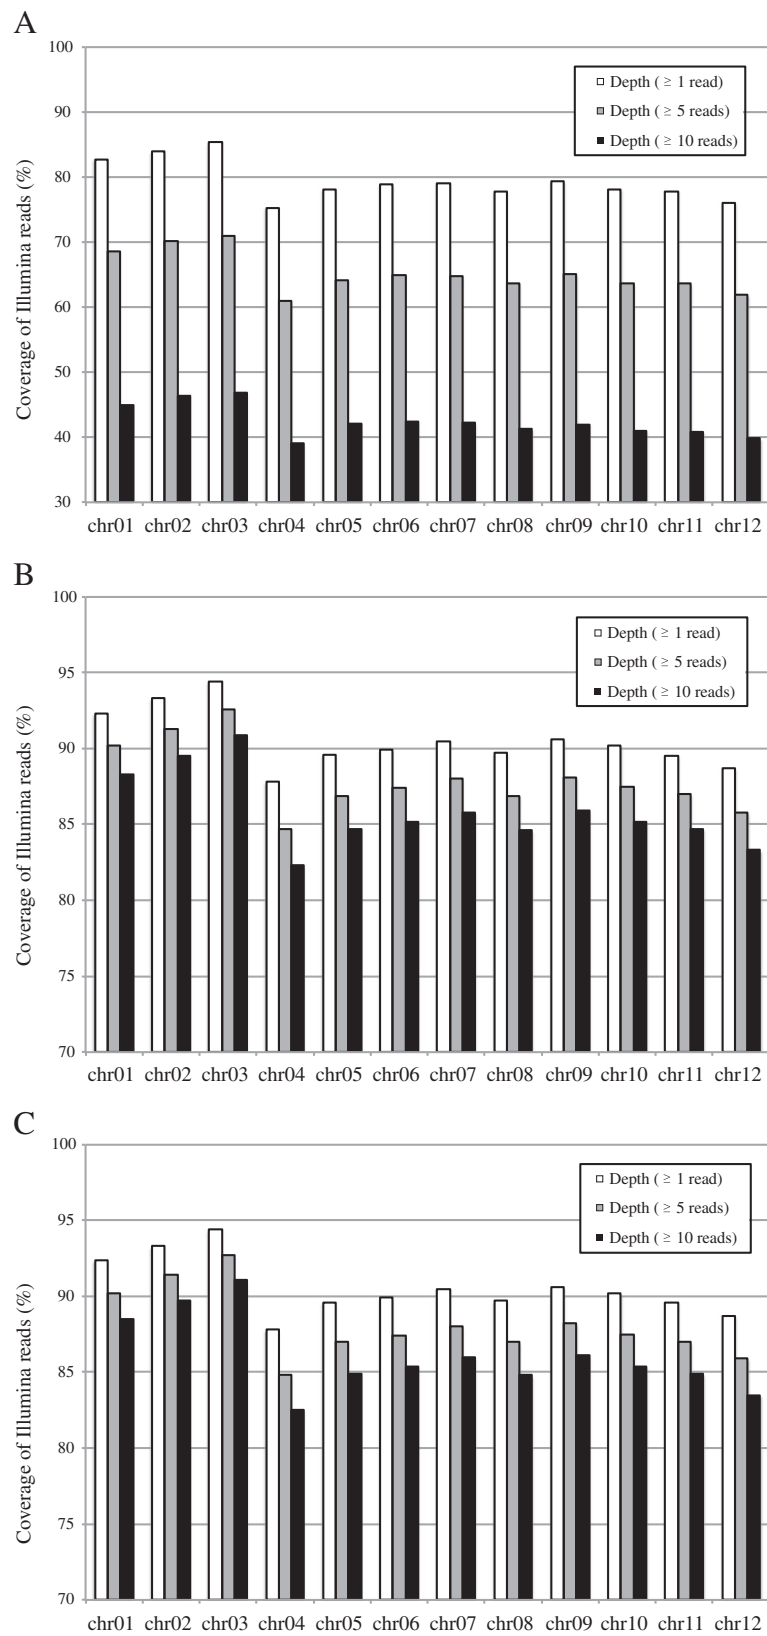 A
Coverage of Illumina reads (%)
100
90
80
70
60
50
40
30
Depth ( ≥ 1 read)
Depth ( ≥ 5 reads)
Depth ( ≥ 10 reads)
chr01 chr02 chr03 chr04 chr05 chr06 chr07 chr08 chr09 chr10 chr11 chr12
B
Coverage of Illumina reads (%)
100
95
90
85
80
75
70
Depth ( ≥ 1 read)
Depth ( ≥ 5 reads)
Depth ( ≥ 10 reads)
chr01 chr02 chr03 chr04 chr05 chr06 chr07 chr08 chr09 chr10 chr11 chr12
C
Coverage of Illumina reads (%)
100
95
90
85
80
75
70
Depth ( ≥ 1 read)
Depth ( ≥ 5 reads)
Depth ( ≥ 10 reads)
chr01 chr02 chr03 chr04 chr05 chr06 chr07 chr08 chr09 chr10 chr11 chr12